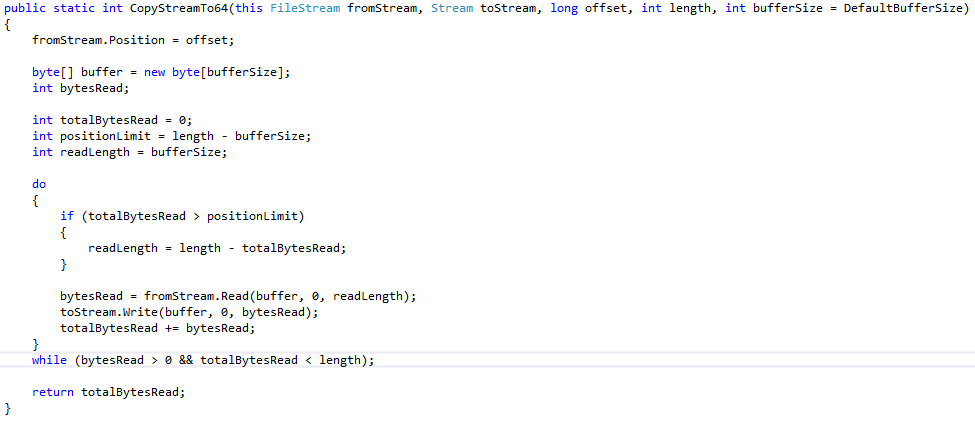 public static int CopyStreamTo64(this FileStream fromStream, Stream toStream, long offset, int length, int bufferSize = DefaultBufferSize)
{
    fromStream.Position = offset;

    byte[] buffer = new byte[bufferSize];
    int bytesRead;

    int totalBytesRead = 0;
    int positionLimit = length - bufferSize;
    int readLength = bufferSize;

    do
    {
        if (totalBytesRead > positionLimit)
        {
            readLength = length - totalBytesRead;
        }

        bytesRead = fromStream.Read(buffer, 0, readLength);
        toStream.Write(buffer, 0, bytesRead);
        totalBytesRead += bytesRead;
    }
    while (bytesRead > 0 && totalBytesRead < length);

    return totalBytesRead;
}